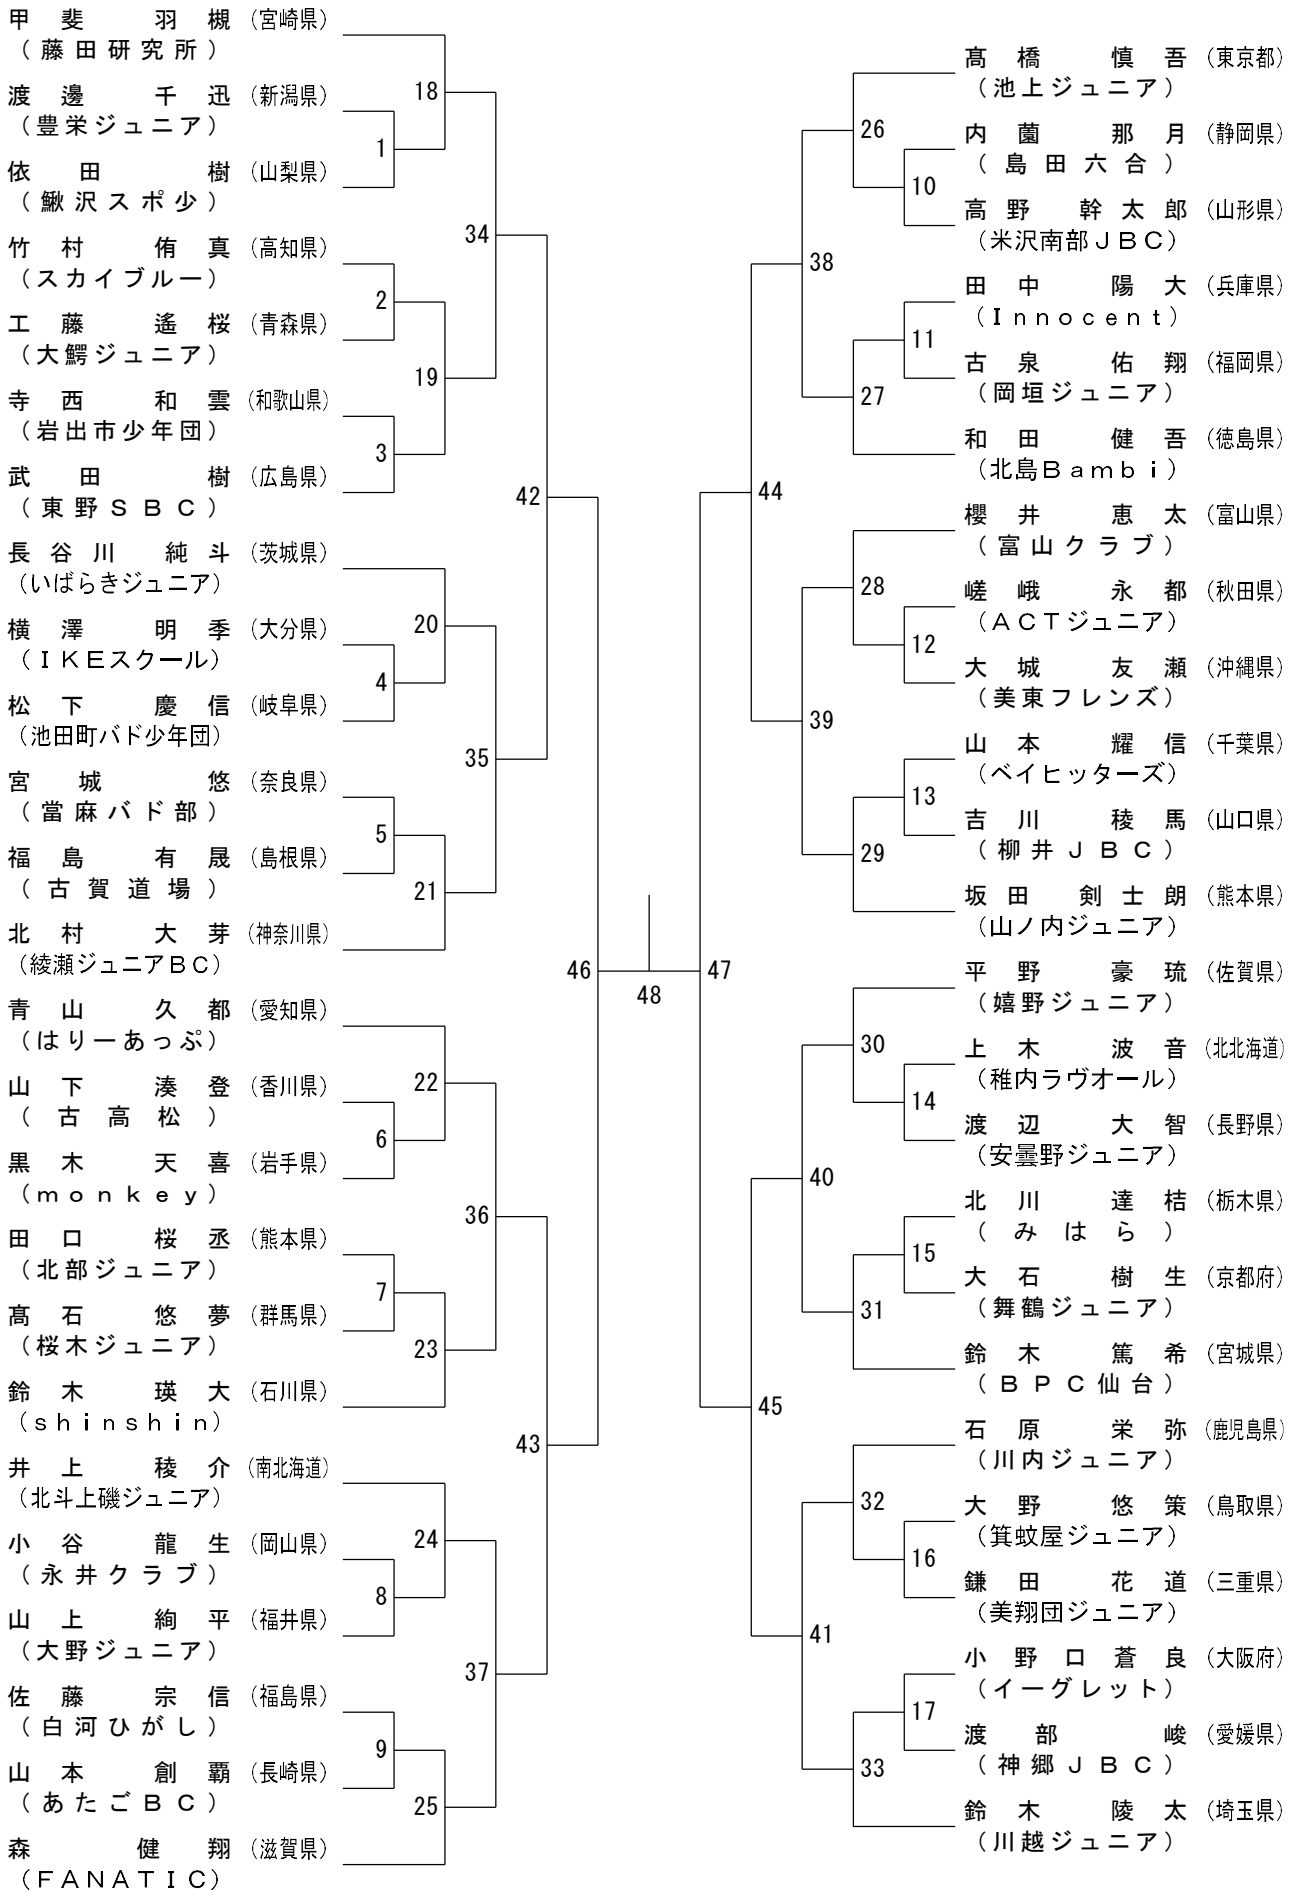 甲斐 羽槻 (宮崎県)
(藤田研究所)
渡邊 千迅 (新潟県)
(豊栄ジュニア)
依田 樹 (山梨県)
(鰍沢スポ少)
竹村 侑真 (高知県)
(スカイブルー)
工藤 遙桜 (青森県)
(大鰐ジュニア)
寺西 和雲 (和歌山県)
(岩出市少年団)
武田 樹 (広島県)
(東野SBC)
長谷川 純斗 (茨城県)
(いばらきジュニア)
横澤 明季 (大分県)
(IKEスクール)
松下 慶信 (岐阜県)
(池田町バド少年団)
宮城 悠 (奈良県)
(當麻バド部)
福島 有晟 (島根県)
(古賀道場)
北村 大芽 (神奈川県)
(綾瀬ジュニアBC)
青山 久都 (愛知県)
(はりーあっぷ)
山下 湊登 (香川県)
(古高松)
黒木 天喜 (岩手県)
(monkey)
田口 桜丞 (熊本県)
(北部ジュニア)
髙石 悠夢 (群馬県)
(桜木ジュニア)
鈴木 瑛大 (石川県)
(shinshin)
井上 稜介 (南北海道)
(北斗上磯ジュニア)
小谷 龍生 (岡山県)
(永井クラブ)
山上 絢平 (福井県)
(大野ジュニア)
佐藤 宗信 (福島県)
(白河ひがし)
山本 創覇 (長崎県)
(あたごBC)
森 健翔 (滋賀県)
(FANATIC)
1
2
3
4
5
6
7
8
9
18
19
20
21
22
23
24
25
34
35
36
37
42
43
46
48
47
44
45
38
39
40
41
26
27
28
29
30
31
32
33
10
11
12
13
14
15
16
17
髙橋 慎吾 (東京都)
(池上ジュニア)
内薗 那月 (静岡県)
(島田六合)
高野 幹太郎 (山形県)
(米沢南部JBC)
田中 陽大 (兵庫県)
(Innocent)
古泉 佑翔 (福岡県)
(岡垣ジュニア)
和田 健吾 (徳島県)
(北島Bambi)
櫻井 恵太 (富山県)
(富山クラブ)
嵯峨 永都 (秋田県)
(ACTジュニア)
大城 友瀬 (沖縄県)
(美東フレンズ)
山本 耀信 (千葉県)
(ベイヒッターズ)
吉川 稜馬 (山口県)
(柳井JBC)
坂田 剣士朗 (熊本県)
(山ノ内ジュニア)
平野 豪琉 (佐賀県)
(嬉野ジュニア)
上木 波音 (北北海道)
(稚内ラヴオール)
渡辺 大智 (長野県)
(安曇野ジュニア)
北川 達桔 (栃木県)
(みはら)
大石 樹生 (京都府)
(舞鶴ジュニア)
鈴木 篤希 (宮城県)
(BPC仙台)
石原 栄弥 (鹿児島県)
(川内ジュニア)
大野 悠策 (鳥取県)
(箕蚊屋ジュニア)
鎌田 花道 (三重県)
(美翔団ジュニア)
小野口 蒼良 (大阪府)
(イーグレット)
渡部 峻 (愛媛県)
(神郷JBC)
鈴木 陵太 (埼玉県)
(川越ジュニア)